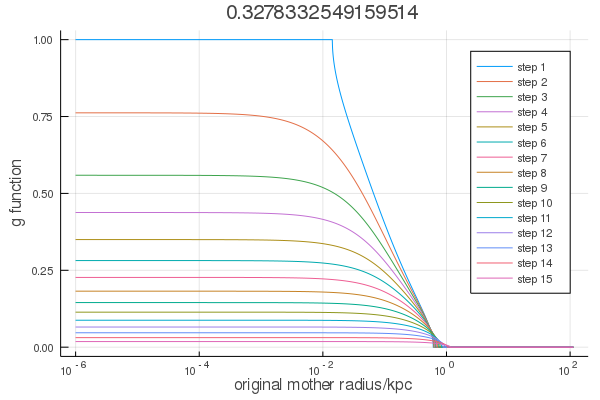 0.3278332549159514
g function
1.00
0.75
0.50
0.25
0.00
step 1
step 2
step 3
step 4
step 5
step 6
step 7
step 8
step 9
step 10
step 11
step 12
step 13
step 14
step 15
10⁻⁶ 10⁻⁴ 10⁻² 10⁰ 10²
original mother radius/kpc